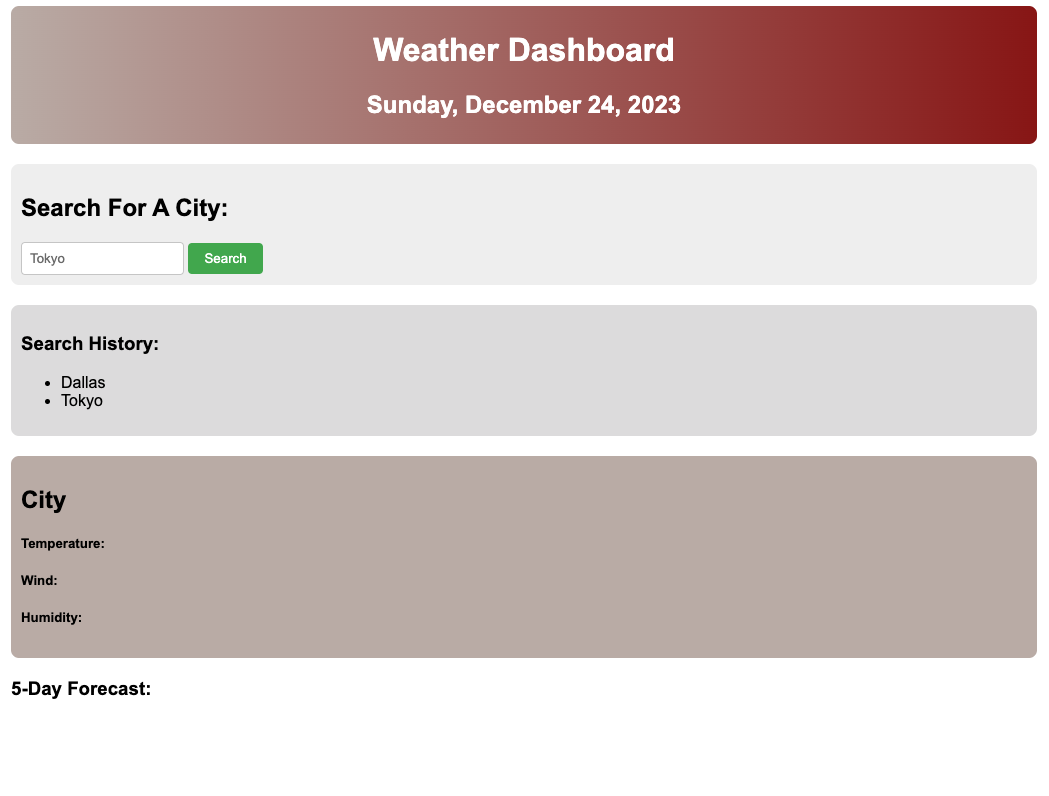 Weather Dashboard
Sunday, December 24, 2023
Search For A City:
Tokyo Search
Search History:
• Dallas
• Tokyo
City
Temperature:
Wind:
Humidity:
5-Day Forecast: